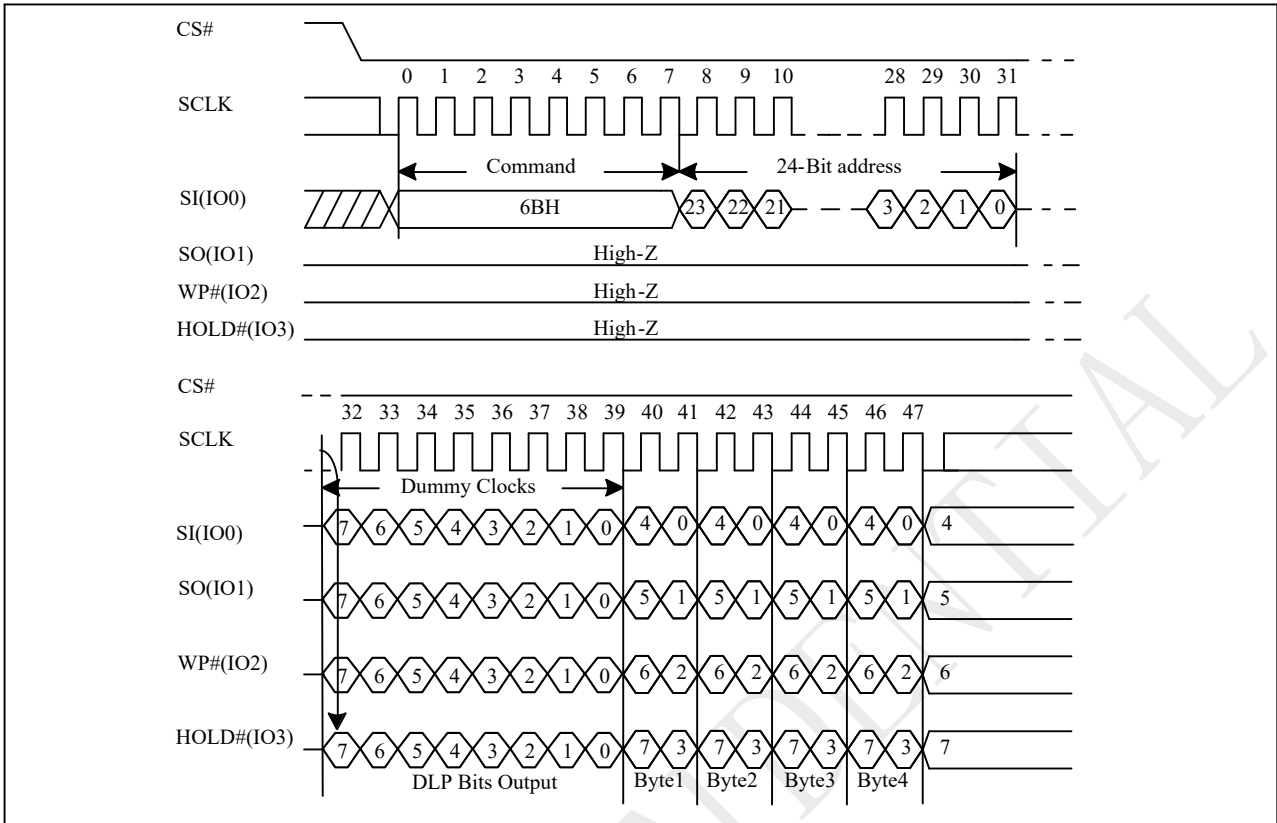 CS#
0 1 2 3 4 5 6 7 8 9 10 28 29 30 31
SCLK
Command 24-Bit address
SI(IO0) 6BH 23 22 21 3 2 1 0
SO(IO1) High-Z
WP#(IO2) High-Z
HOLD#(IO3) High-Z
CS#
32 33 34 35 36 37 38 39 40 41 42 43 44 45 46 47
SCLK
Dummy Clocks
SI(IO0) 7 6 5 4 3 2 1 0 4 0 4 0 4 0 4 0 4
SO(IO1) 7 6 5 4 3 2 1 0 5 1 5 1 5 1 5 1 5
WP#(IO2) 7 6 5 4 3 2 1 0 6 2 6 2 6 2 6 2 6
HOLD#(IO3) 7 6 5 4 3 2 1 0 7 3 7 3 7 3 7 3 7
DLP Bits Output Byte1 Byte2 Byte3 Byte4